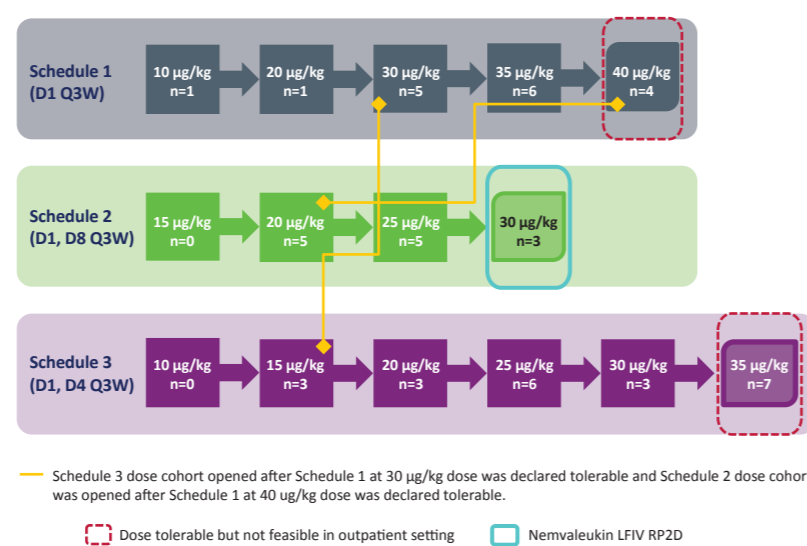 Schedule 1
(D1 Q3W)
10 µg/kg
n=1
20 µg/kg
n=1
30 µg/kg
n=5
35 µg/kg
n=6
40 µg/kg
n=4
Schedule 2
(D1, D8 Q3W)
15 µg/kg
n=0
20 µg/kg
n=5
25 µg/kg
n=5
30 µg/kg
n=3
Schedule 3
(D1, D4 Q3W)
10 µg/kg
n=0
15 µg/kg
n=3
20 µg/kg
n=3
25 µg/kg
n=6
30 µg/kg
n=3
35 µg/kg
n=7
Schedule 3 dose cohort opened after Schedule 1 at 30 µg/kg dose was declared tolerable and Schedule 2 dose cohor
was opened after Schedule 1 at 40 ug/kg dose was declared tolerable.
Dose tolerable but not feasible in outpatient setting
Nemvaleukin LFIV RP2D